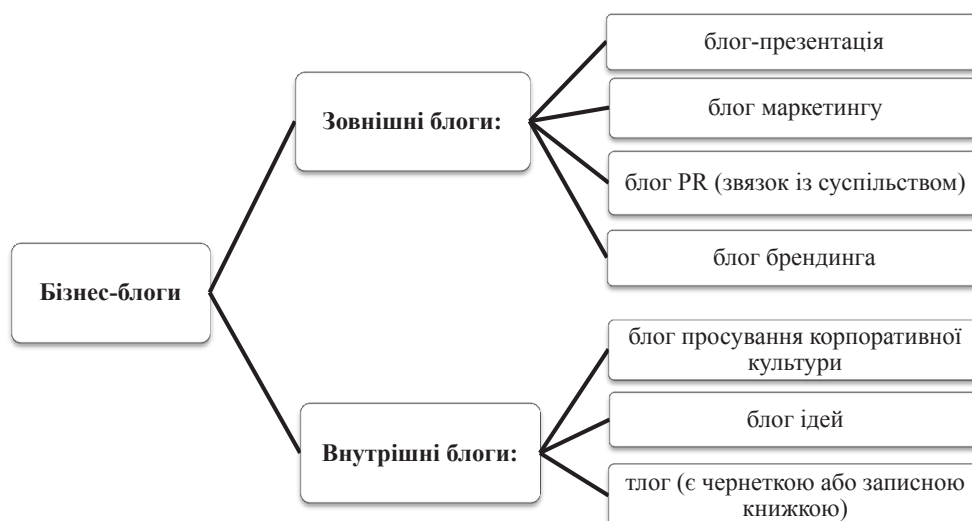 Бізнес-блоги
Зовнішні блоги:
блог-презентація
блог маркетингу
блог PR (звязок із суспільством)
блог брендинга
Внутрішні блоги:
блог просування корпоративної
культури
блог ідей
тлог (є чернеткою або записною
книжкою)